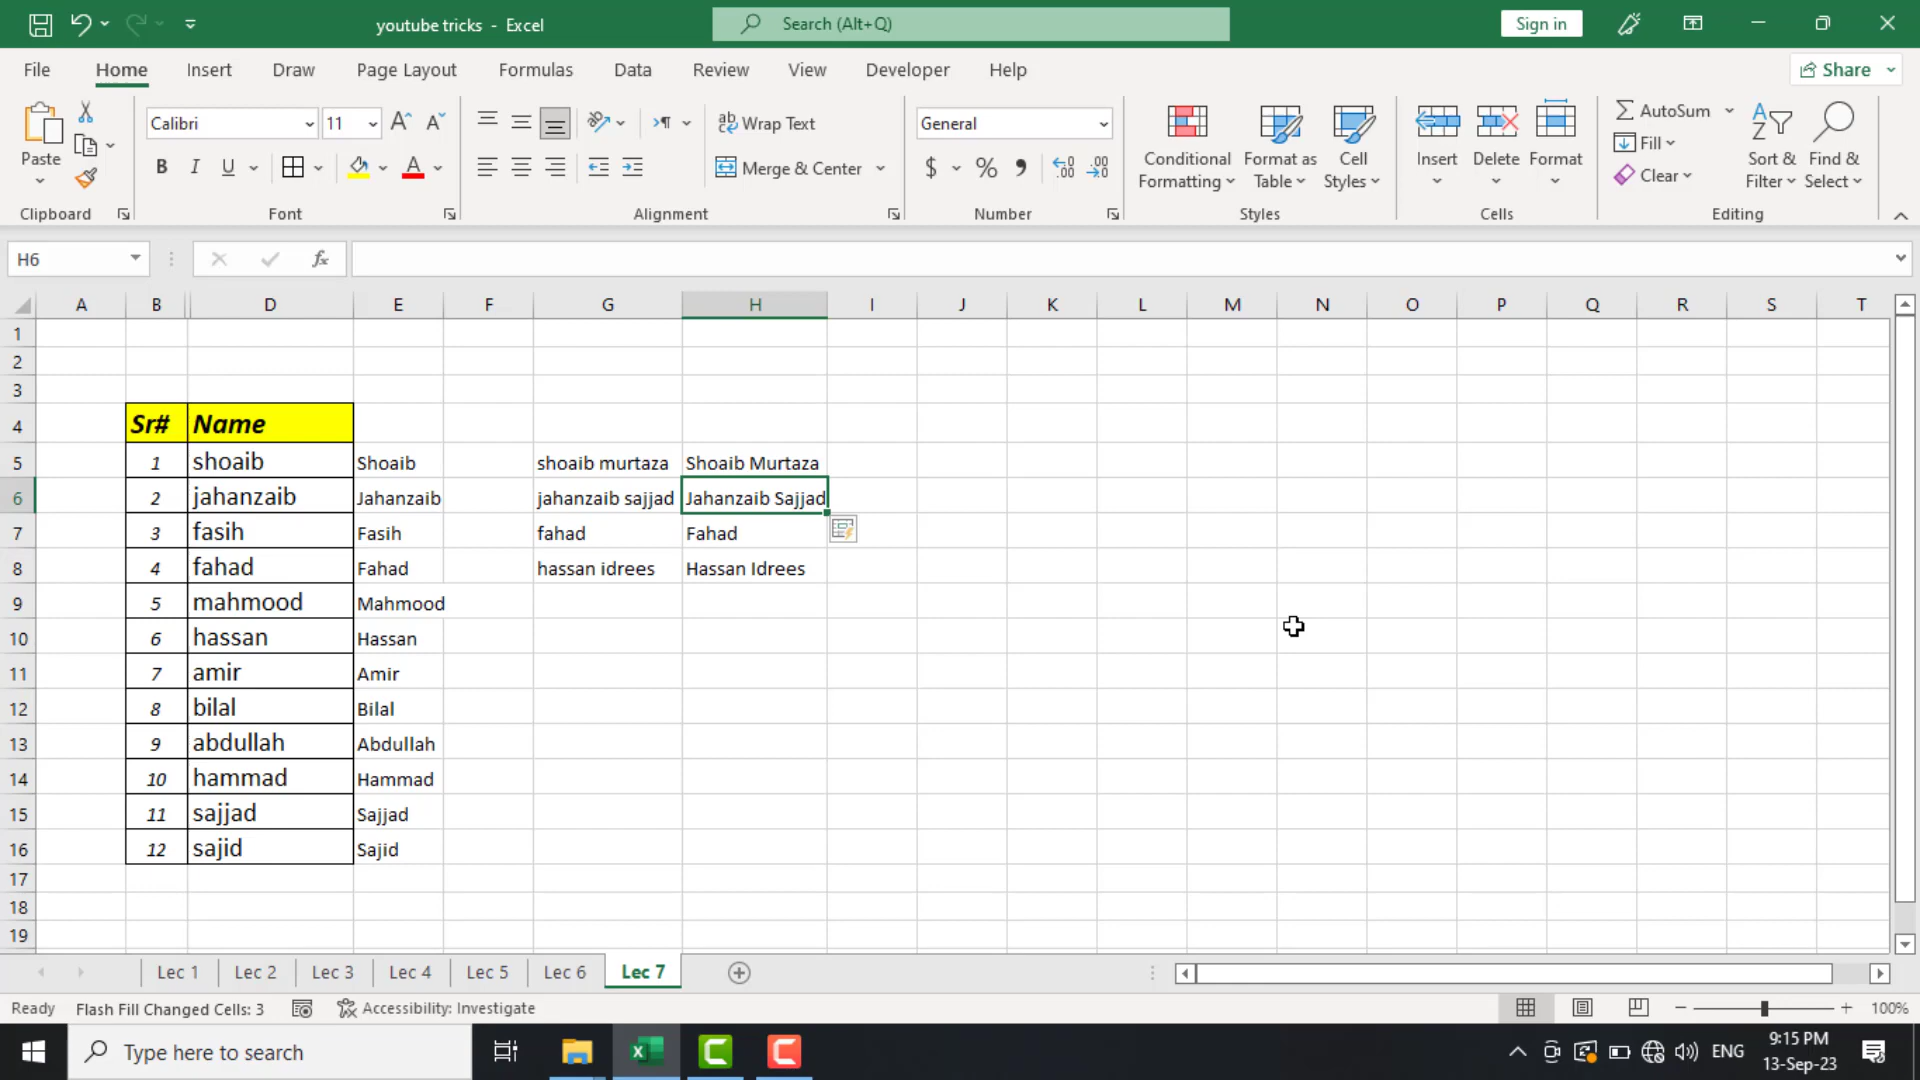 youtube tricks - Excel
Search (Alt+Q)
Sign in
File Home Insert Draw Page Layout Formulas Data Review View Developer Help
Share
Paste
Clipboard
Calibri 11
B I U
Font
Wrap Text
Merge & Center
Alignment
General
$ %
Number
Conditional Formatting
Format as Table
Cell Styles
Styles
Insert Delete Format
Cells
AutoSum
Fill
Clear
Sort & Filter
Find & Select
Editing
H6
fx
A B D E F G H I J K L M N O P Q R S T
1
2
3
4 Sr# Name
5 1 shoaib Shoaib shoaib murtaza Shoaib Murtaza
6 2 jahanzaib Jahanzaib jahanzaib sajjad Jahanzaib Sajjad
7 3 fasih Fasih fahad Fahad
8 4 fahad Fahad hassan idrees Hassan Idrees
9 5 mahmood Mahmood
10 6 hassan Hassan
11 7 amir Amir
12 8 bilal Bilal
13 9 abdullah Abdullah
14 10 hammad Hammad
15 11 sajjad Sajjad
16 12 sajid Sajid
17
18
19
Lec 1 Lec 2 Lec 3 Lec 4 Lec 5 Lec 6 Lec 7
Ready Flash Fill Changed Cells: 3 Accessibility: Investigate 100%
Type here to search
ENG
9:15 PM
13-Sep-23